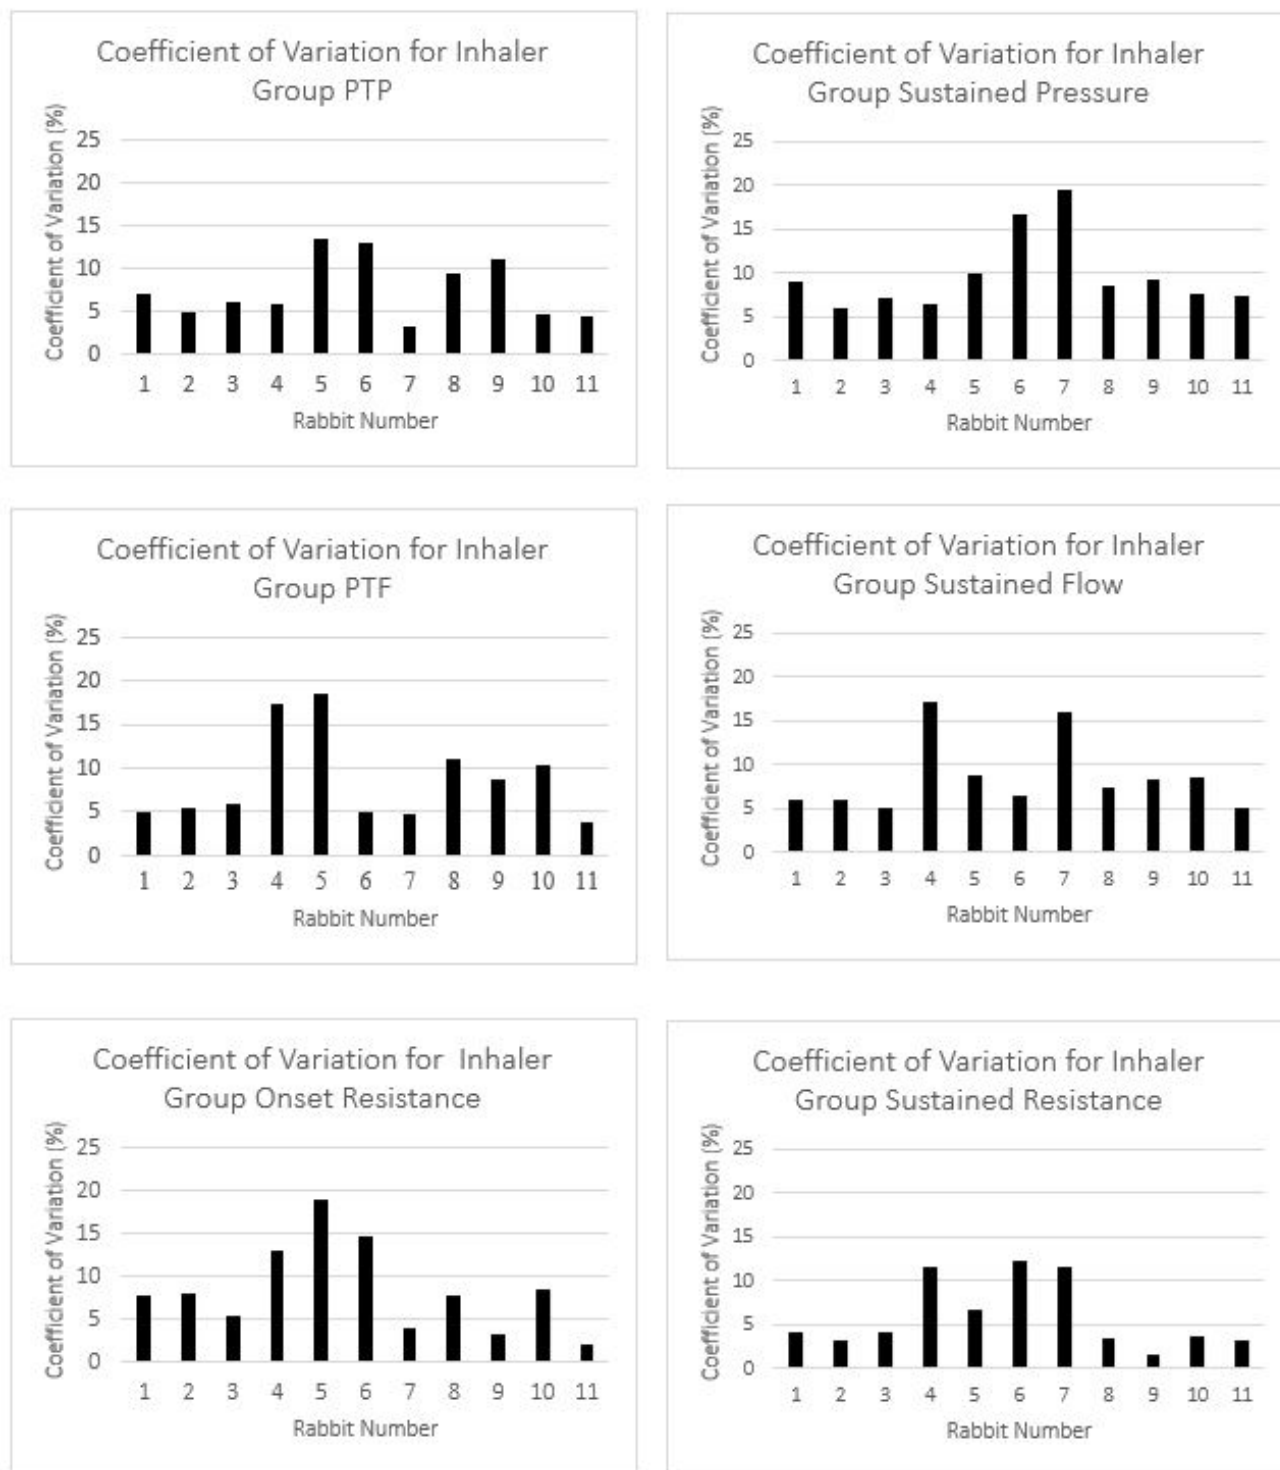 Coefficient of Variation for Inhaler
Group PTP
Coefficient of Variation (%)
25
20
15
10
5
0
1 2 3 4 5 6 7 8 9 10 11
Rabbit Number
Coefficient of Variation for Inhaler
Group Sustained Pressure
Coefficient of Variation (%)
25
20
15
10
5
0
1 2 3 4 5 6 7 8 9 10 11
Rabbit Number
Coefficient of Variation for Inhaler
Group PTF
Coefficient of Variation (%)
25
20
15
10
5
0
1 2 3 4 5 6 7 8 9 10 11
Rabbit Number
Coefficient of Variation for Inhaler
Group Sustained Flow
Coefficient of Variation (%)
25
20
15
10
5
0
1 2 3 4 5 6 7 8 9 10 11
Rabbit Number
Coefficient of Variation for Inhaler
Group Onset Resistance
Coefficient of Variation (%)
25
20
15
10
5
0
1 2 3 4 5 6 7 8 9 10 11
Rabbit Number
Coefficient of Variation for Inhaler
Group Sustained Resistance
Coefficient of Variation (%)
25
20
15
10
5
0
1 2 3 4 5 6 7 8 9 10 11
Rabbit Number